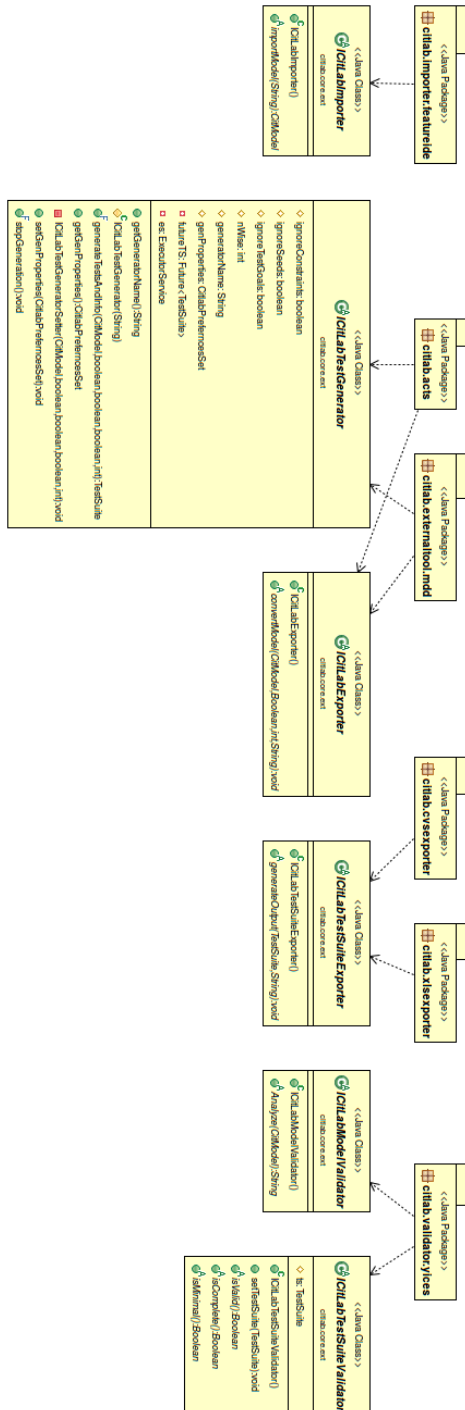 <<Java Package>>
citlab.importer.featureide
<<Java Package>>
citlab.acts
<<Java Package>>
citlab.externaltool.mdd
<<Java Package>>
citlab.cvsexporter
<<Java Package>>
citlab.xlsexporter
<<Java Package>>
citlab.validator.yices
<<Java Class>>
ICitLabImporter
citlab.core.ext
ICitLabImporter()
importModel(String):CitModel
<<Java Class>>
ICitLabTestGenerator
citlab.core.ext
ignoreConstraints: boolean
ignoreSeeds: boolean
ignoreTestGoals: boolean
nWise: int
generatorName: String
genProperties: CitlabPreferncesSet
futureTS: Future<TestSuite>
es: ExecutorService
getGeneratorName():String
ICitLabTestGenerator(String)
generateTestsAndInfo(CitModel,boolean,boolean,boolean,int):TestSuite
getGenProperties():CitlabPreferncesSet
ICitLabTestGeneratorSetter(CitModel,boolean,boolean,boolean,int):void
setGenProperties(CitlabPreferncesSet):void
stopGeneration():void
<<Java Class>>
ICitLabExporter
citlab.core.ext
ICitLabExporter()
convertModel(CitModel,Boolean,int,String):void
<<Java Class>>
ICitLabTestSuiteExporter
citlab.core.ext
ICitLabTestSuiteExporter()
generateOutput(TestSuite,String):void
<<Java Class>>
ICitLabModelValidator
citlab.core.ext
ICitLabModelValidator()
Analyze(CitModel):String
<<Java Class>>
ICitLabTestSuiteValidator
citlab.core.ext
ts: TestSuite
ICitLabTestSuiteValidator()
setTestSuite(TestSuite):void
isValid():Boolean
isComplete():Boolean
isMinimal():Boolean